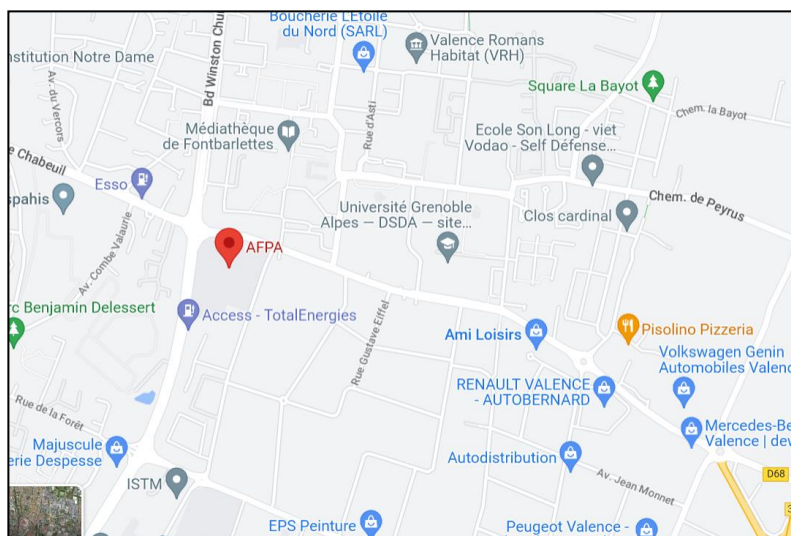 Boucherie L'Étoile
du Nord (SARL)
Valence Romans
Habitat (VRH)
nstitution Notre Dame
Bd Winston Chu
Av. du Vercors
Square La Bayot
Chem. la Bayot
Médiathèque
de Fontbarlettes
Rue d'Asti
Ecole Son Long - viet
Vodao - Self Défense...
e Chabeuil
Esso
spahis
Chem. de Peyrus
Université Grenoble
Alpes — DSDA — site...
Clos cardinal
AFPA
Av. Combe Valaurie
rc Benjamin Delessert
Access - TotalEnergies
Rue Gustave Eiffel
Ami Loisirs
Pisolino Pizzeria
Volkswagen Genin
Automobiles Valenc
RENAULT VALENCE
- AUTOBERNARD
Rue de la Forêt
Majuscule
erie Despesse
Mercedes-Be
Valence | dew
Autodistribution
Av. Jean Monnet
D68
ISTM
EPS Peinture
Peugeot Valence -